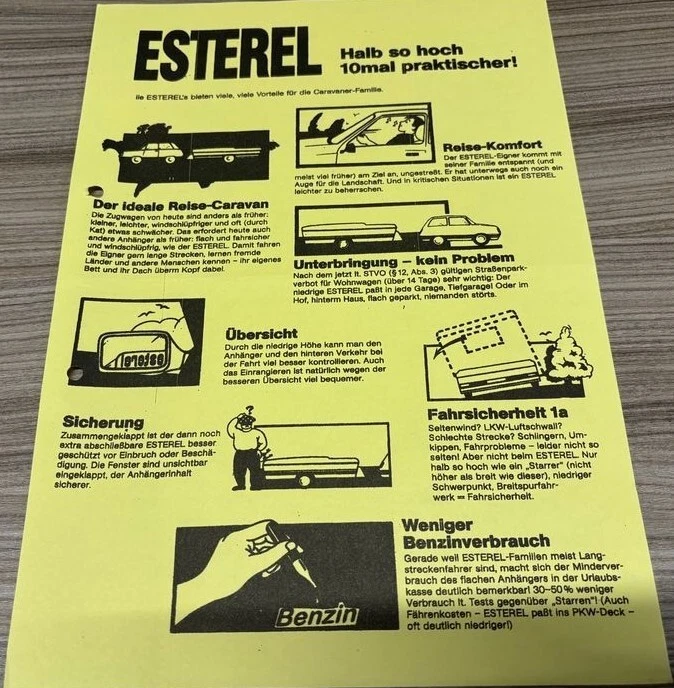 ESTEREL
Halb so hoch
10mal praktischer!
lie ESTEREL's bieten viele, viele Vorteile für die Caravaner-Familie.
Reise-Komfort
Der ESTEREL-Eigner kommt mit
seiner Familie entspannt (und
meist viel früher) am Ziel an, ungestreßt. Er hat unterwegs auch noch ein
Auge für die Landschaft. Und in kritischen Situationen ist ein ESTEREL
leichter zu beherrschen.
Der ideale Reise-Caravan
Die Zugwagen von heute sind anders als früher:
kleiner, leichter, windschlüpfriger und oft (durch
Kat) etwas schwächer. Das erfordert heute auch
andere Anhänger als früher: flach und fahrsicher
und windschlüpfrig, wie der ESTEREL. Damit fahren
die Eigner gern lange Strecken, lernen fremde
Länder und andere Menschen kennen – ihr eigenes
Bett und ihr Dach überm Kopf dabei.
Unterbringung – kein Problem
Nach dem jetzt lt. STVO (§ 12, Abs. 3) gültigen Straßenpark-
verbot für Wohnwagen (über 14 Tage) sehr wichtig: Der
niedrige ESTEREL paßt in jede Garage, Tiefgarage! Oder im
Hof, hinterm Haus, flach geparkt, niemanden störts.
Übersicht
Durch die niedrige Höhe kann man den
Anhänger und den hinteren Verkehr bei
der Fahrt viel besser kontrollieren. Auch
das Einrangieren ist natürlich wegen der
besseren Übersicht viel bequemer.
Sicherung
Zusammengeklappt ist der dann noch
extra abschließbare ESTEREL besser
geschützt vor Einbruch oder Beschä-
digung. Die Fenster sind unsichtbar
eingeklappt, der Anhängerinhalt
sicherer.
Fahrsicherheit 1a
Seitenwind? LKW-Luftschwall?
Schlechte Strecke? Schlingern, Um-
kippen, Fahrprobleme – leider nicht so
selten! Aber nicht beim ESTEREL. Nur
halb so hoch wie ein „Starrer" (nicht
höher als breit wie dieser), niedriger
Schwerpunkt, Breitspurfahr-
werk = Fahrsicherheit.
Weniger
Benzinverbrauch
Gerade weil ESTEREL-Familien meist Lang-
streckenfahrer sind, macht sich der Minderver-
brauch des flachen Anhängers in der Urlaubs-
kasse deutlich bemerkbar! 30–50% weniger
Verbrauch lt. Tests gegenüber „Starren"! (Auch
Fährenkosten – ESTEREL paßt ins PKW-Deck –
oft deutlich niedriger!)
Benzin